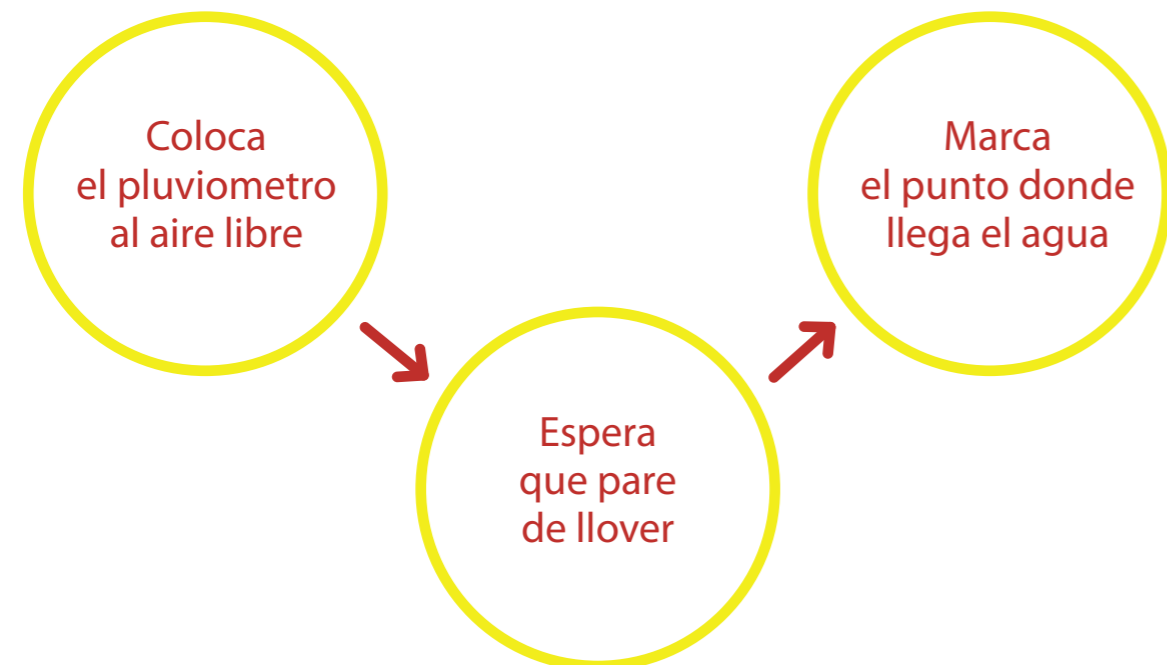 Coloca
el pluviometro
al aire libre
Espera
que pare
de llover
Marca
el punto donde
llega el agua